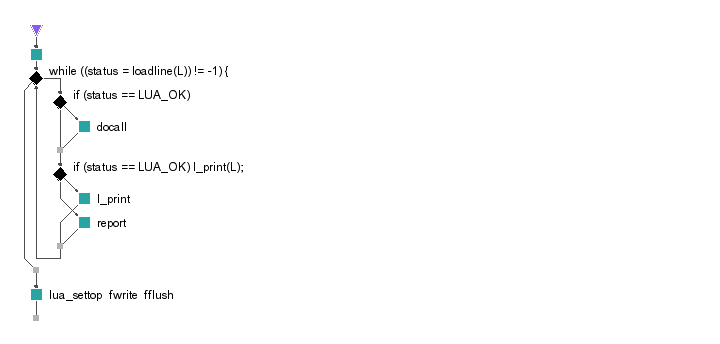 while ((status = loadline(L)) != -1) {
if (status == LUA_OK)
docall
if (status == LUA_OK) l_print(L);
l_print
report
lua_settop fwrite fflush